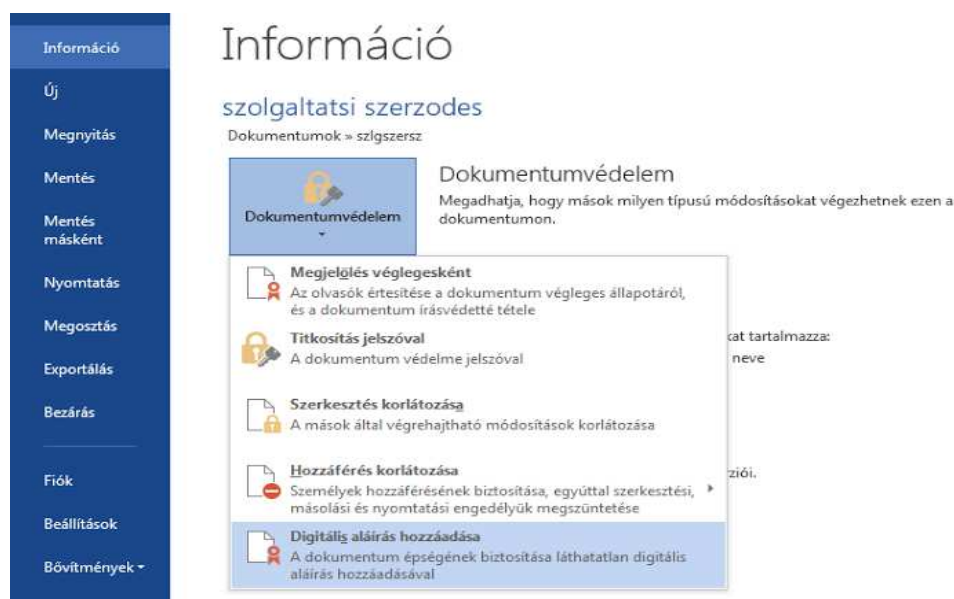 Információ
Új
Megnyitás
Mentés
Mentés
másként
Nyomtatás
Megosztás
Exportálás
Bezárás
Fiók
Beállítások
Bővítmények
Információ
szolgaltatsi szerzodes
Dokumentumok » szlgszersz
Dokumentumvédelem
Dokumentumvédelem
Megadhatja, hogy mások milyen típusú módosításokat végezhetnek ezen a
dokumentumon.
Megjelölés véglegesként
Az olvasók értesítése a dokumentum végleges állapotáról,
és a dokumentum írásvédetté tétele
Titkosítás jelszóval
A dokumentum védelme jelszóval
Szerkesztés korlátozása
A mások által végrehajtható módosítások korlátozása
Hozzáférés korlátozása
Személyek hozzáférésének biztosítása, egyúttal szerkesztési,
másolási és nyomtatási engedélyük megszüntetése
Digitális aláírás hozzáadása
A dokumentum épségének biztosítása láthatatlan digitális
aláírás hozzáadásával
kat tartalmazza:
neve
ziói.